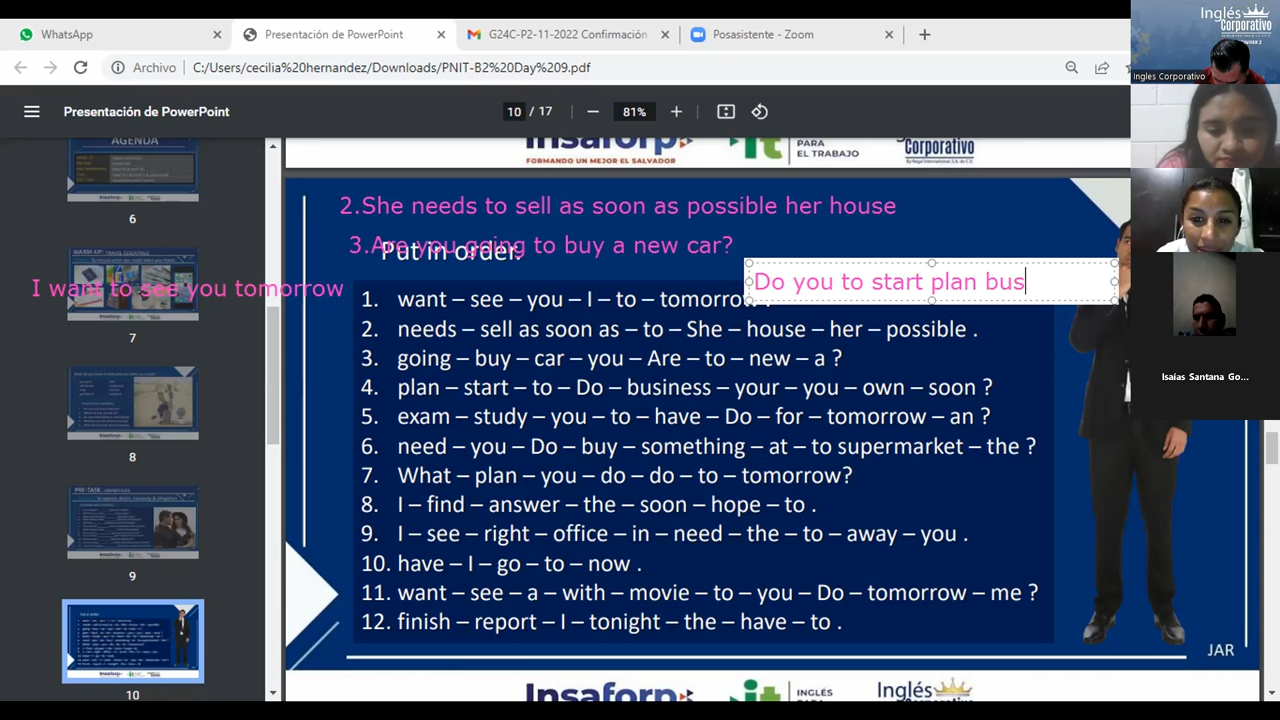 WhatsApp
Presentación de PowerPoint
G24C-P2-11-2022 Confirmación
Posasistente - Zoom
Archivo
C:/Users/cecilia%20hernandez/Downloads/PNIT-B2%20Day%209.pdf
Presentación de PowerPoint
10 / 17
81%
Inglés
Corporativo
Ingles Corporativo
AGENDA
6
7
8
9
10
Insaforp
FORMANDO UN MEJOR EL SALVADOR
PARA
EL TRABAJO
Corporativo
2.She needs to sell as soon as possible her house
3.Are you going to buy a new car?
Put in order:
Do you to start plan bus
I want to see you tomorrow
1. want – see – you – I – to – tomorrow .
2. needs – sell as soon as – to – She – house – her – possible .
3. going – buy – car – you – Are – to – new – a ?
4. plan – start – to – Do – business – your – you – own – soon ?
5. exam – study – you – to – have – Do – for – tomorrow – an ?
6. need – you – Do – buy – something – at – to supermarket – the ?
7. What – plan – you – do – do – to – tomorrow?
8. I – find – answer – the – soon – hope – to .
9. I – see – right – office – in – need – the – to – away – you .
10. have – I – go – to – now .
11. want – see – a – with – movie – to – you – Do – tomorrow – me ?
12. finish – report – I – tonight – the – have – to .
JAR
Isaías Santana Go...
Insaforp
it
INGLÉS
Inglés